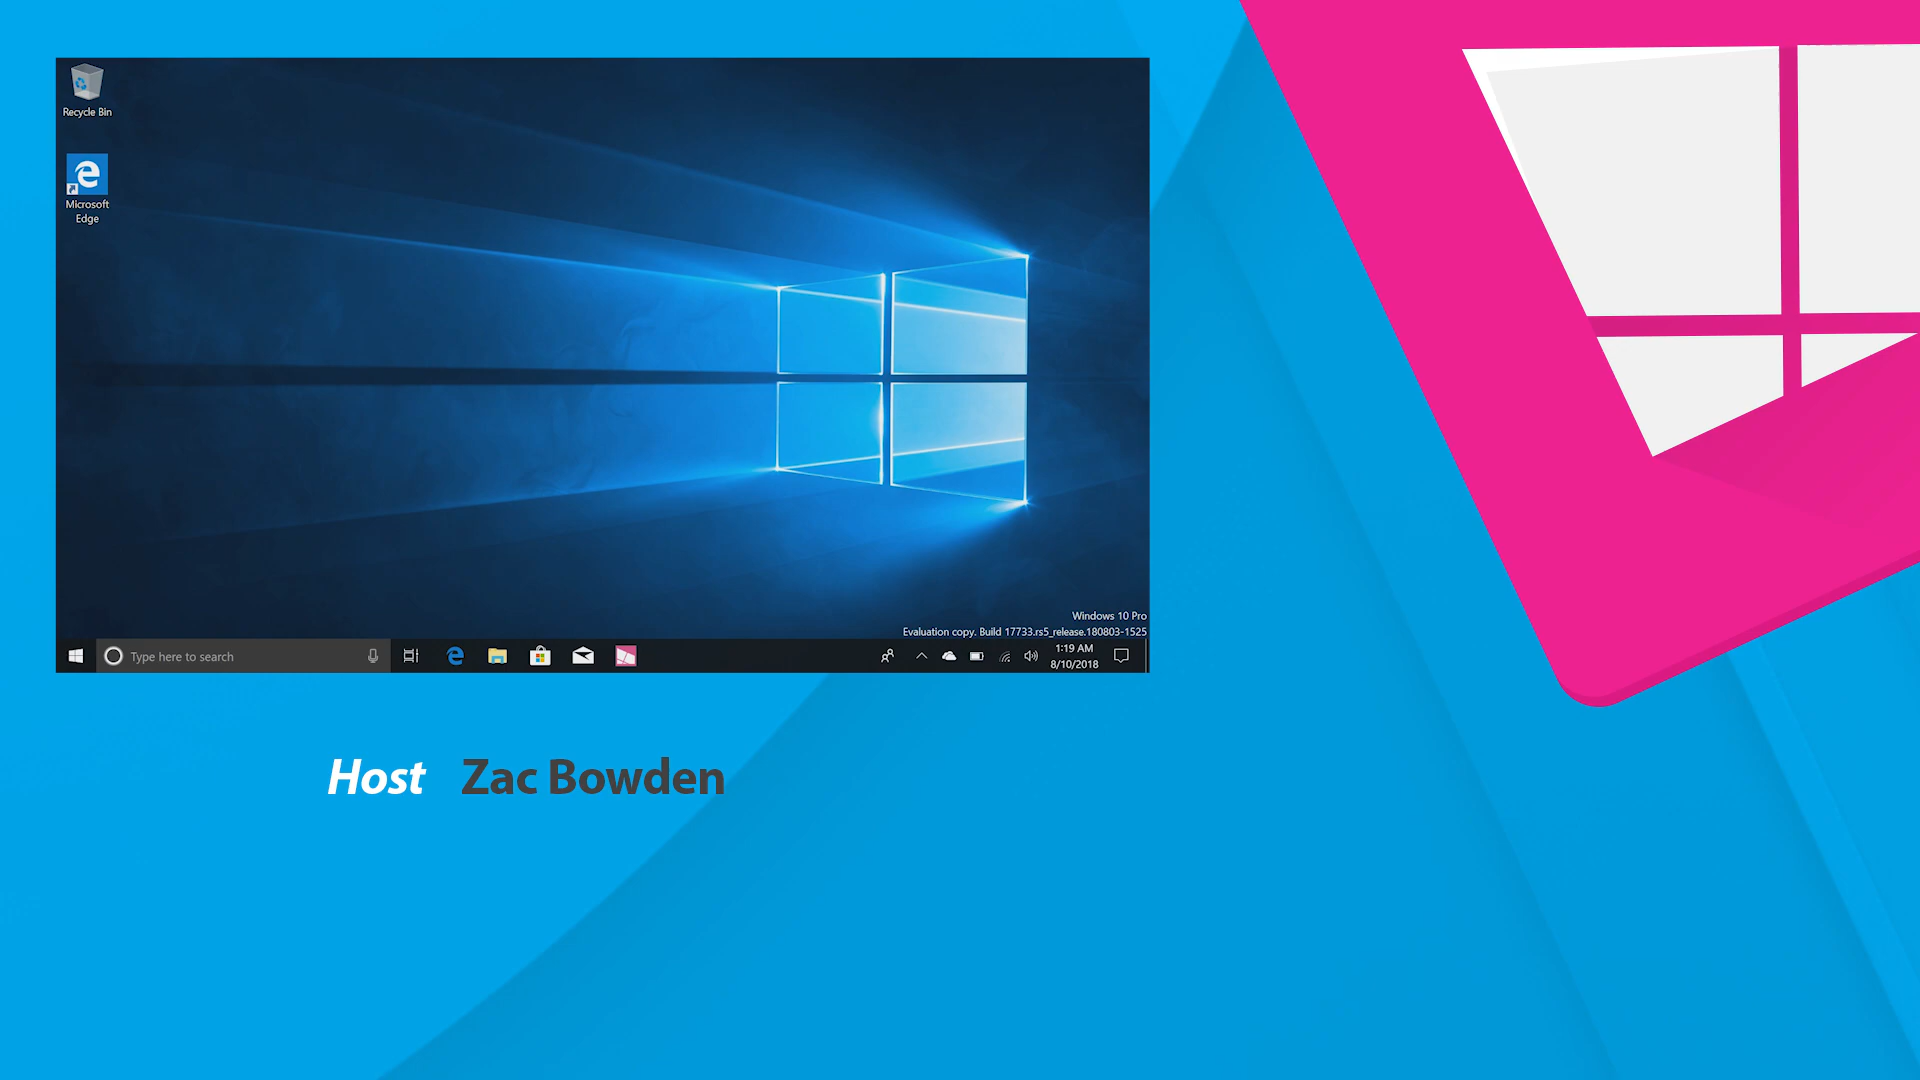 Recycle Bin
Microsoft
Edge
Windows 10 Pro
Evaluation copy. Build 17733.rs5_release.180803-1525
Type here to search
1:19 AM
8/10/2018
Host Zac Bowden